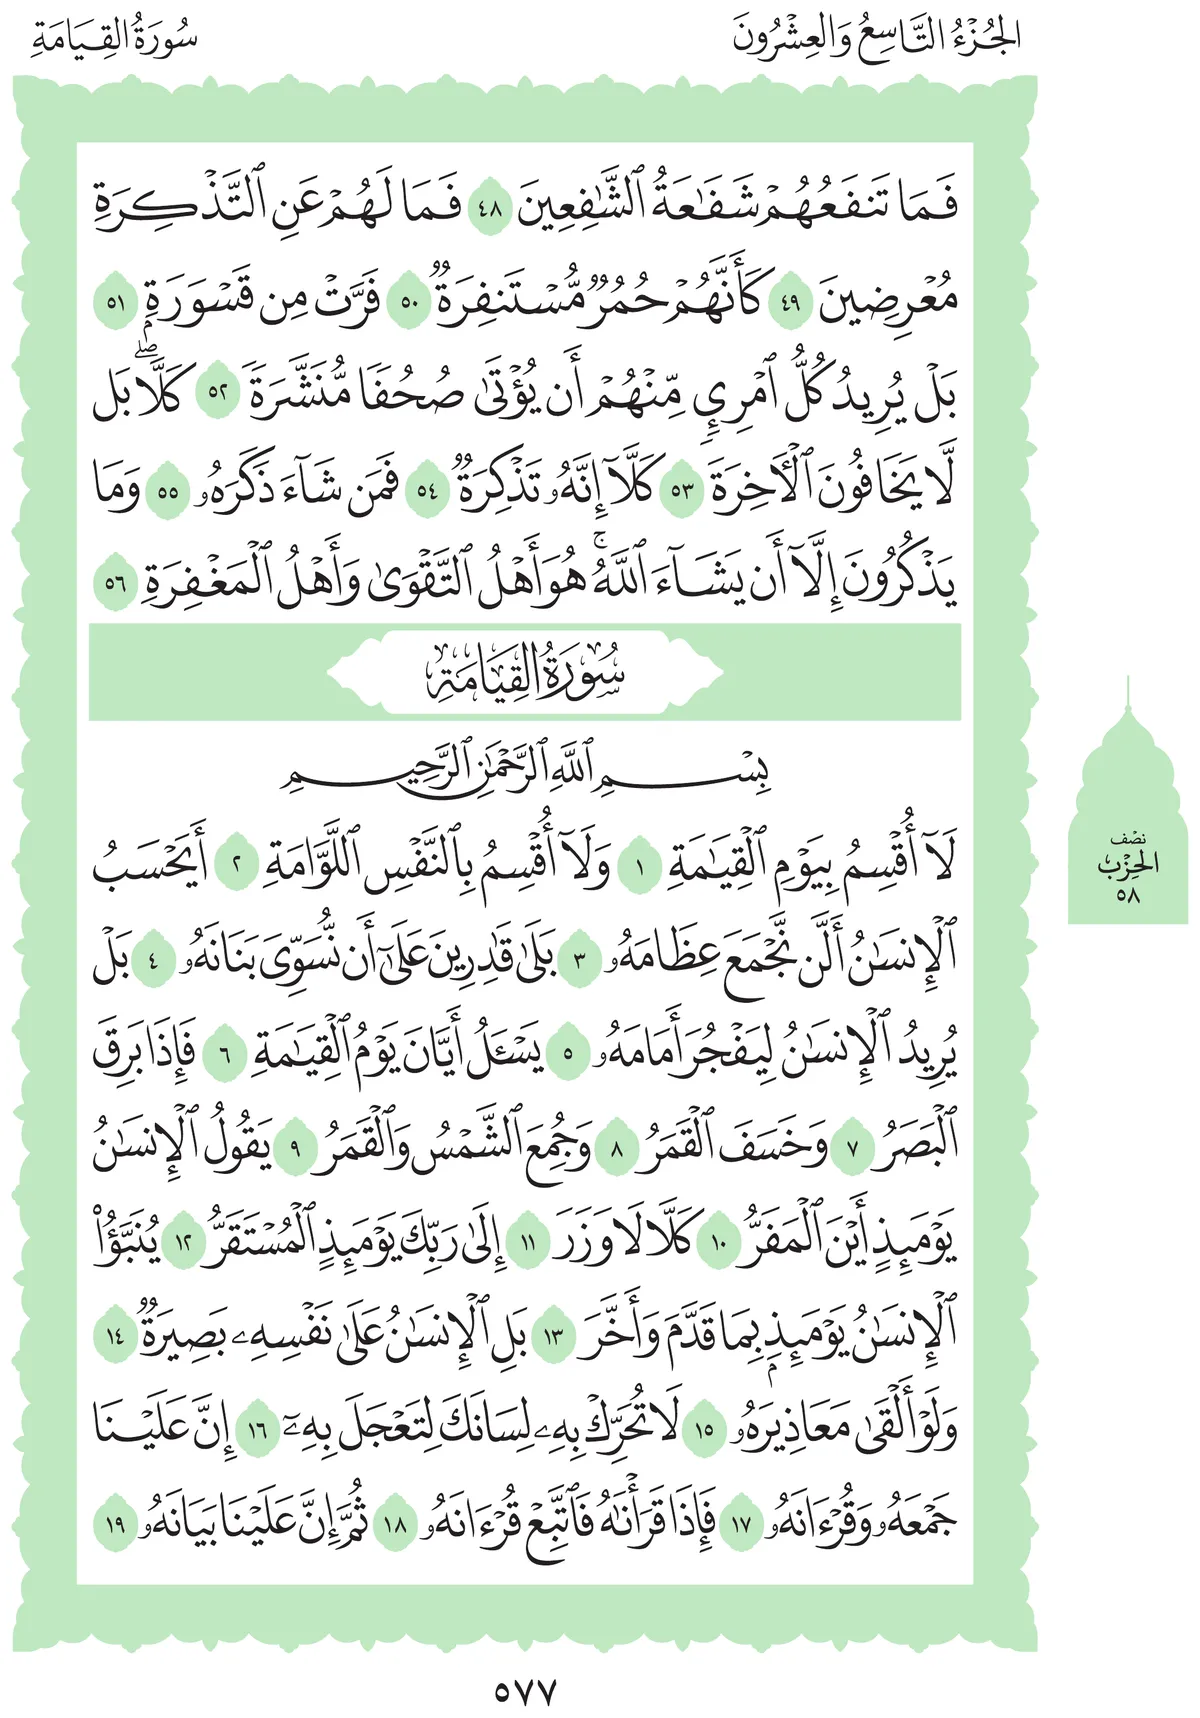 الجُزْءُ التَّاسِعُ وَالعِشْرُونَ
سُورَةُ القِيَامَةِ
فَمَا تَنفَعُهُمْ شَفَٰعَةُ ٱلشَّٰفِعِينَ ٤٨ فَمَا لَهُمْ عَنِ ٱلتَّذْكِرَةِ
مُعْرِضِينَ ٤٩ كَأَنَّهُمْ حُمُرٌ مُّسْتَنفِرَةٌ ٥٠ فَرَّتْ مِن قَسْوَرَةٍۭ ٥١
بَلْ يُرِيدُ كُلُّ ٱمْرِئٍ مِّنْهُمْ أَن يُؤْتَىٰ صُحُفًا مُّنَشَّرَةً ٥٢ كَلَّاۖ بَل
لَّا يَخَافُونَ ٱلْأَخِرَةَ ٥٣ كَلَّآ إِنَّهُۥ تَذْكِرَةٌ ٥٤ فَمَن شَآءَ ذَكَرَهُۥ ٥٥ وَمَا
يَذْكُرُونَ إِلَّآ أَن يَشَآءَ ٱللَّهُۚ هُوَ أَهْلُ ٱلتَّقْوَىٰ وَأَهْلُ ٱلْمَغْفِرَةِ ٥٦
سُورَةُ القِيَامَةِ
بِسْمِ ٱللَّهِ ٱلرَّحْمَٰنِ ٱلرَّحِيمِ
لَآ أُقْسِمُ بِيَوْمِ ٱلْقِيَٰمَةِ ١ وَلَآ أُقْسِمُ بِٱلنَّفْسِ ٱللَّوَّامَةِ ٢ أَيَحْسَبُ
ٱلْإِنسَٰنُ أَلَّن نَّجْمَعَ عِظَامَهُۥ ٣ بَلَىٰ قَٰدِرِينَ عَلَىٰٓ أَن نُّسَوِّىَ بَنَانَهُۥ ٤ بَلْ
يُرِيدُ ٱلْإِنسَٰنُ لِيَفْجُرَ أَمَامَهُۥ ٥ يَسْـَٔلُ أَيَّانَ يَوْمُ ٱلْقِيَٰمَةِ ٦ فَإِذَا بَرِقَ
ٱلْبَصَرُ ٧ وَخَسَفَ ٱلْقَمَرُ ٨ وَجُمِعَ ٱلشَّمْسُ وَٱلْقَمَرُ ٩ يَقُولُ ٱلْإِنسَٰنُ
يَوْمَئِذٍ أَيْنَ ٱلْمَفَرُّ ١٠ كَلَّا لَا وَزَرَ ١١ إِلَىٰ رَبِّكَ يَوْمَئِذٍ ٱلْمُسْتَقَرُّ ١٢ يُنَبَّؤُا۟
ٱلْإِنسَٰنُ يَوْمَئِذٍۭ بِمَا قَدَّمَ وَأَخَّرَ ١٣ بَلِ ٱلْإِنسَٰنُ عَلَىٰ نَفْسِهِۦ بَصِيرَةٌ ١٤
وَلَوْ أَلْقَىٰ مَعَاذِيرَهُۥ ١٥ لَا تُحَرِّكْ بِهِۦ لِسَانَكَ لِتَعْجَلَ بِهِۦٓ ١٦ إِنَّ عَلَيْنَا
جَمْعَهُۥ وَقُرْءَانَهُۥ ١٧ فَإِذَا قَرَأْنَٰهُ فَٱتَّبِعْ قُرْءَانَهُۥ ١٨ ثُمَّ إِنَّ عَلَيْنَا بَيَانَهُۥ ١٩
نِصْف
الحِزْب
٥٨
٥٧٧